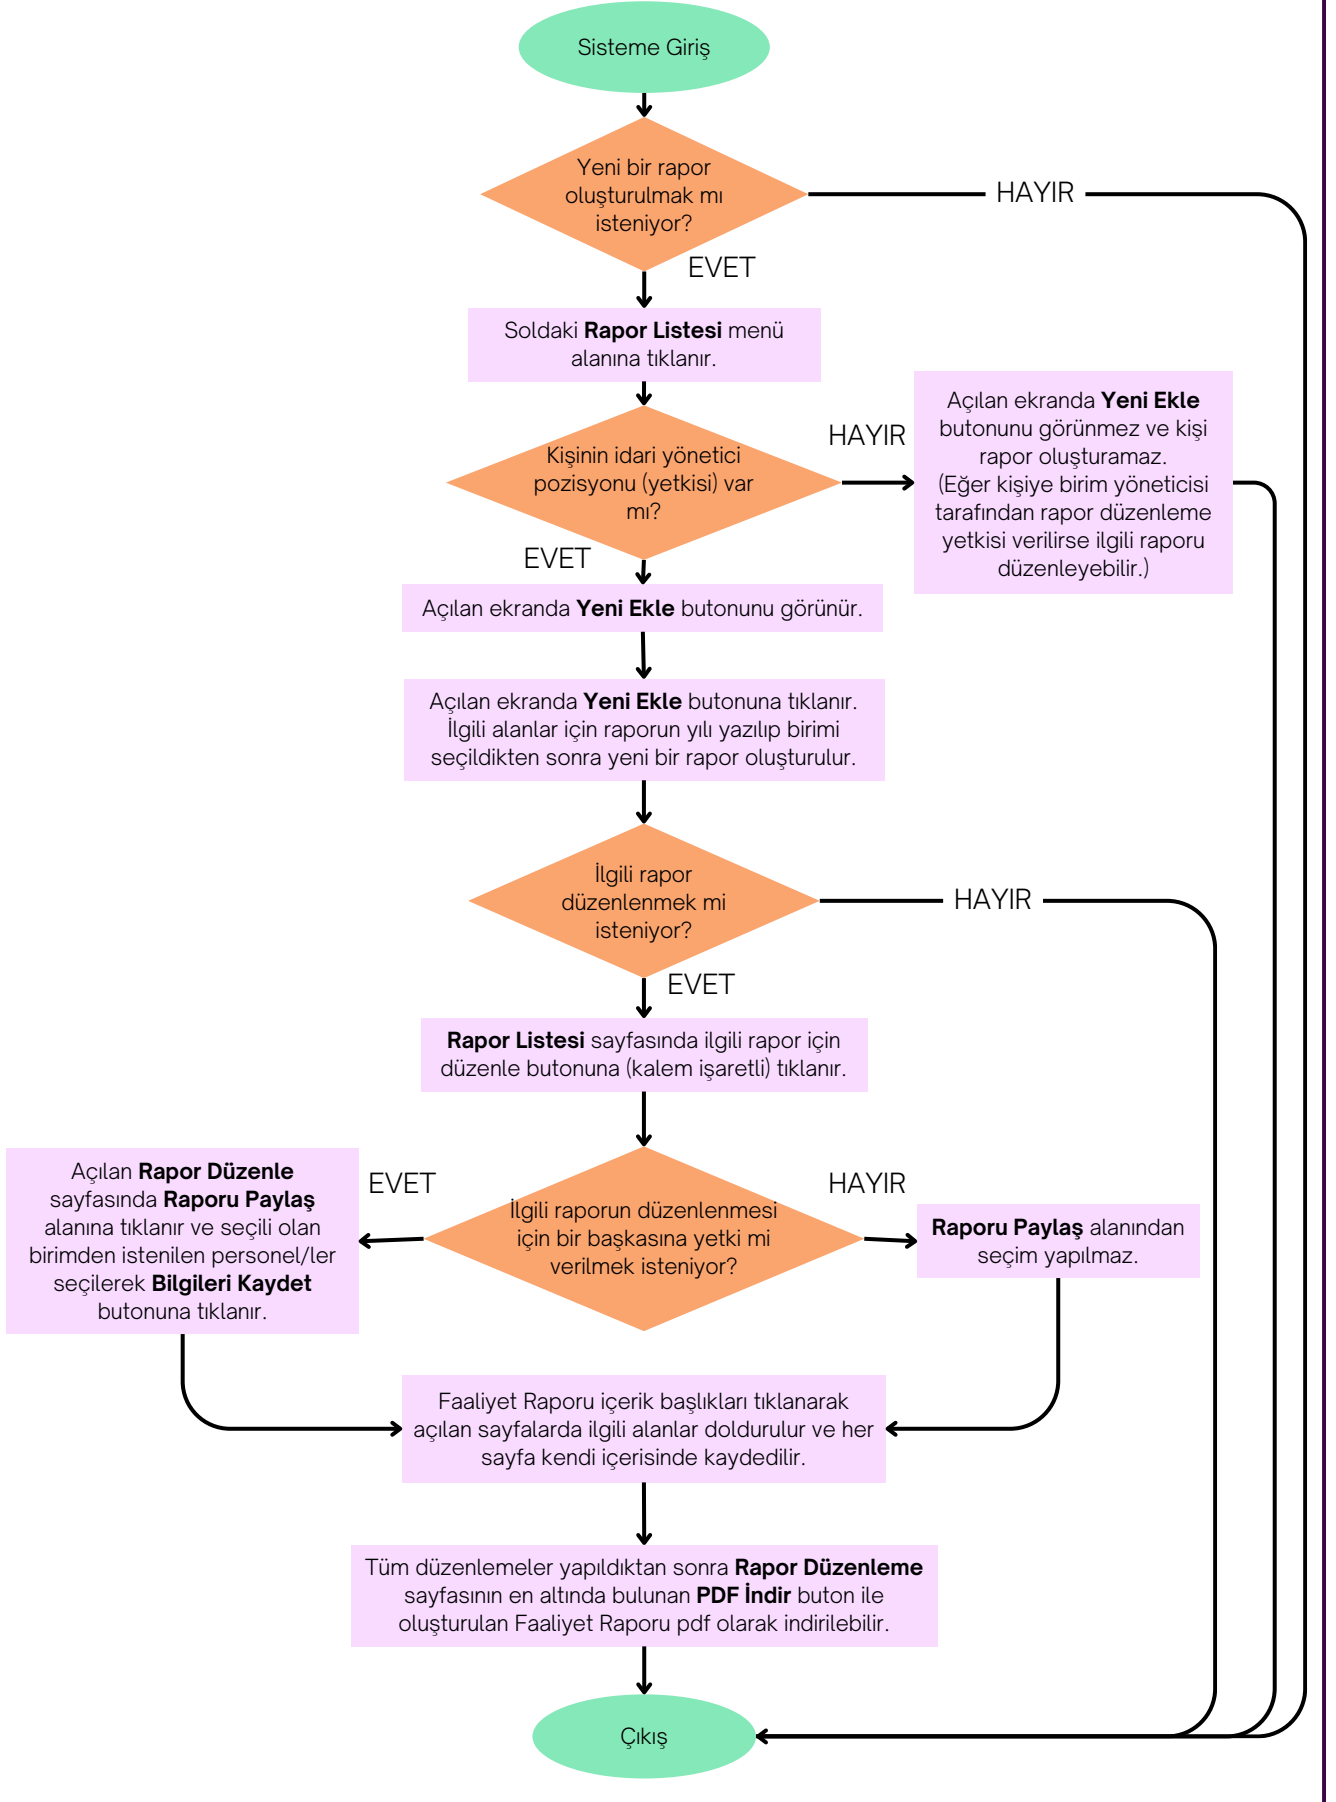 Sisteme Giriş
Yeni bir rapor
oluşturulmak mı
isteniyor?
HAYIR
EVET
Soldaki Rapor Listesi menü
alanına tıklanır.
Kişinin idari yönetici
pozisyonu (yetkisi) var
mı?
HAYIR
Açılan ekranda Yeni Ekle
butonunu görünmez ve kişi
rapor oluşturamaz.
(Eğer kişiye birim yöneticisi
tarafından rapor düzenleme
yetkisi verilirse ilgili raporu
düzenleyebilir.)
EVET
Açılan ekranda Yeni Ekle butonunu görünür.
Açılan ekranda Yeni Ekle butonuna tıklanır.
İlgili alanlar için raporun yılı yazılıp birimi
seçildikten sonra yeni bir rapor oluşturulur.
İlgili rapor
düzenlenmek mi
isteniyor?
HAYIR
EVET
Rapor Listesi sayfasında ilgili rapor için
düzenle butonuna (kalem işaretli) tıklanır.
İlgili raporun düzenlenmesi
için bir başkasına yetki mi
verilmek isteniyor?
EVET
Açılan Rapor Düzenle
sayfasında Raporu Paylaş
alanına tıklanır ve seçili olan
birimden istenilen personel/ler
seçilerek Bilgileri Kaydet
butonuna tıklanır.
HAYIR
Raporu Paylaş alanından
seçim yapılmaz.
Faaliyet Raporu içerik başlıkları tıklanarak
açılan sayfalarda ilgili alanlar doldurulur ve her
sayfa kendi içerisinde kaydedilir.
Tüm düzenlemeler yapıldıktan sonra Rapor Düzenleme
sayfasının en altında bulunan PDF İndir buton ile
oluşturulan Faaliyet Raporu pdf olarak indirilebilir.
Çıkış